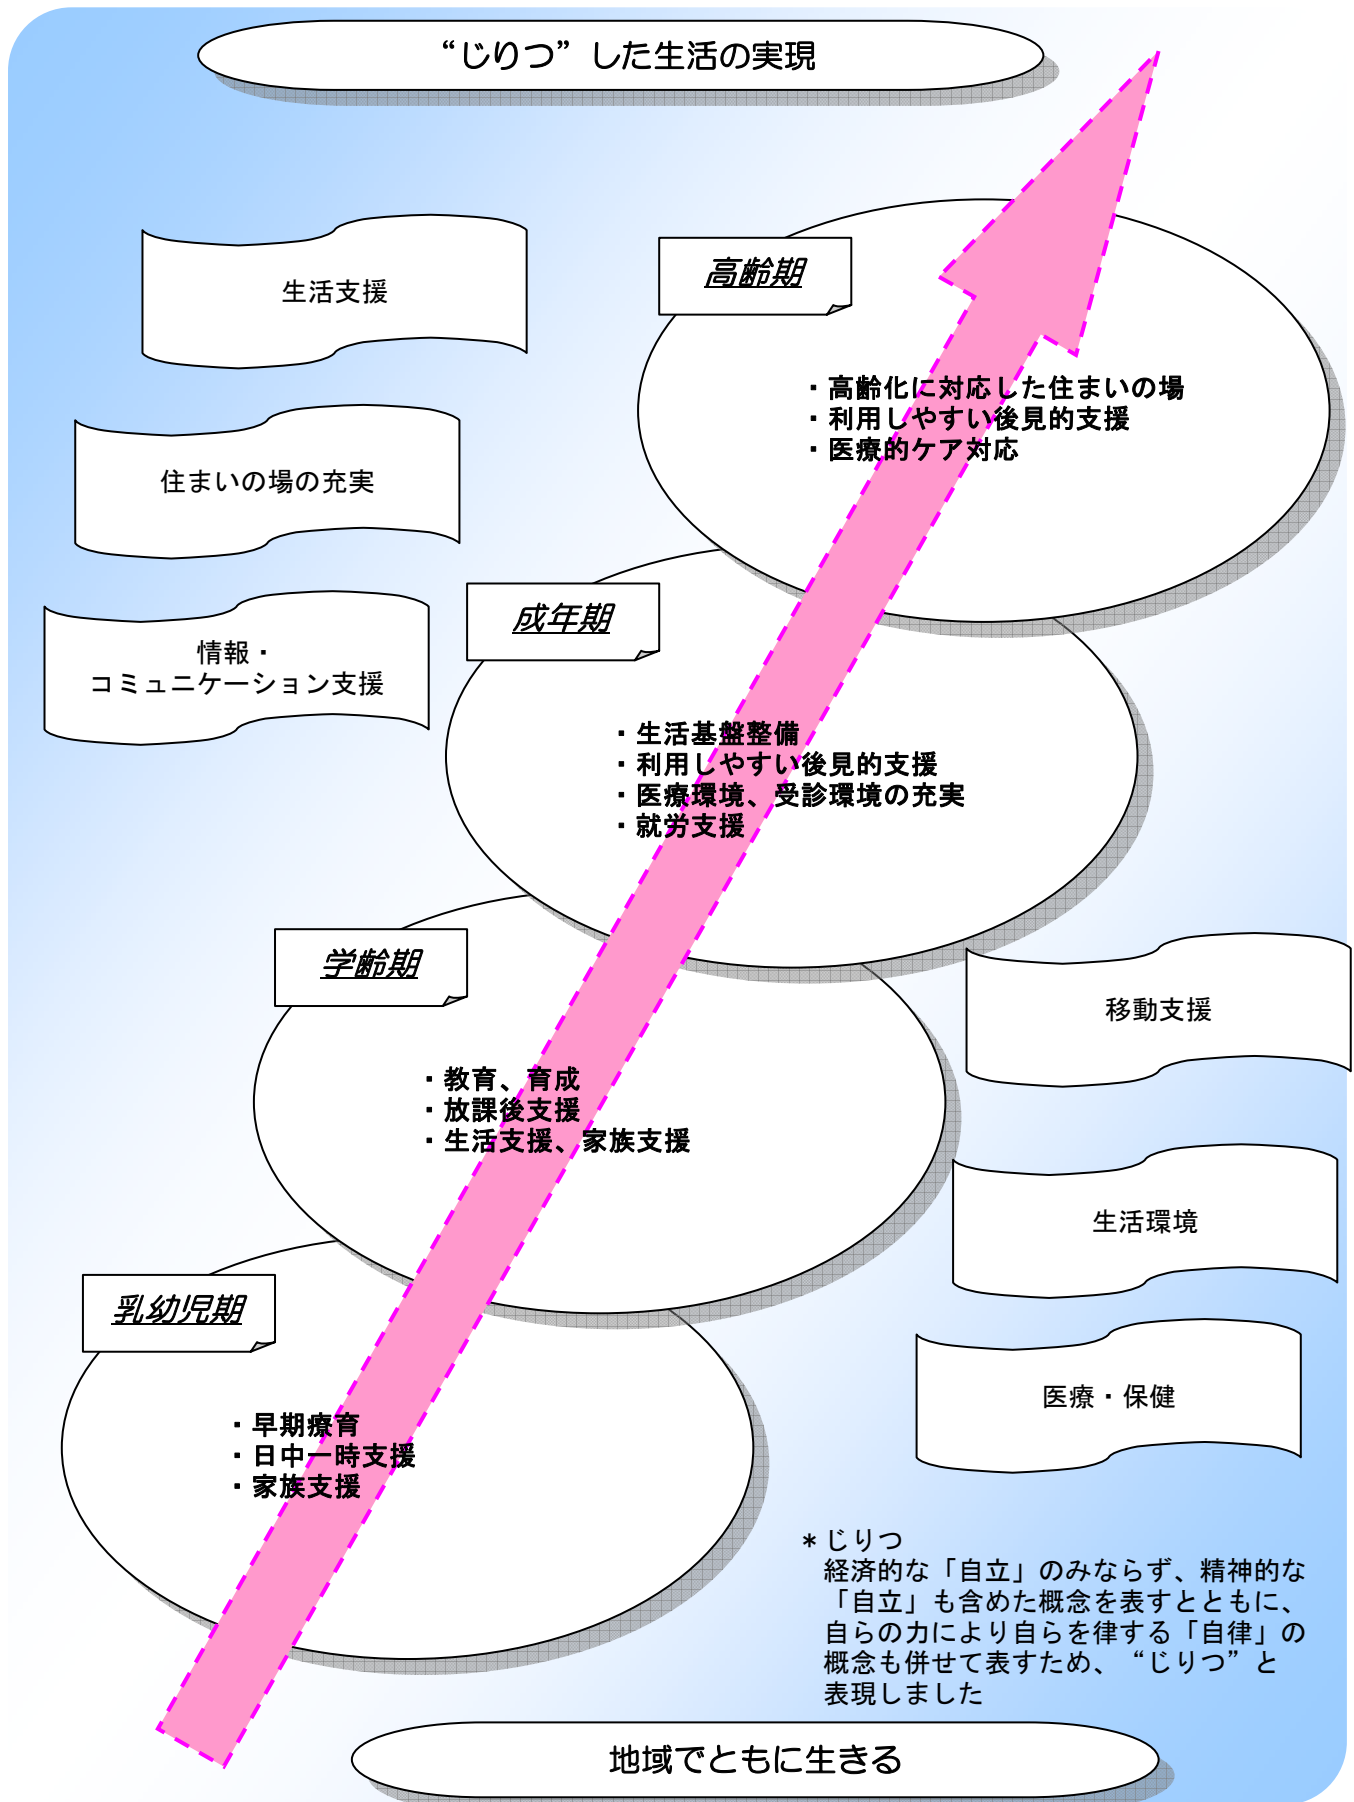 “じりつ”した生活の実現
生活支援
高齢期
・高齢化に対応した住まいの場
・利用しやすい後見的支援
・医療的ケア対応
住まいの場の充実
成年期
情報・
コミュニケーション支援
・生活基盤整備
・利用しやすい後見的支援
・医療環境、受診環境の充実
・就労支援
学齢期
移動支援
・教育、育成
・放課後支援
・生活支援、家族支援
生活環境
乳幼児期
医療・保健
・早期療育
・日中一時支援
・家族支援
＊じりつ
経済的な「自立」のみならず、精神的な
「自立」も含めた概念を表すとともに、
自らの力により自らを律する「自律」の
概念も併せて表すため、“じりつ”と
表現しました
地域でともに生きる